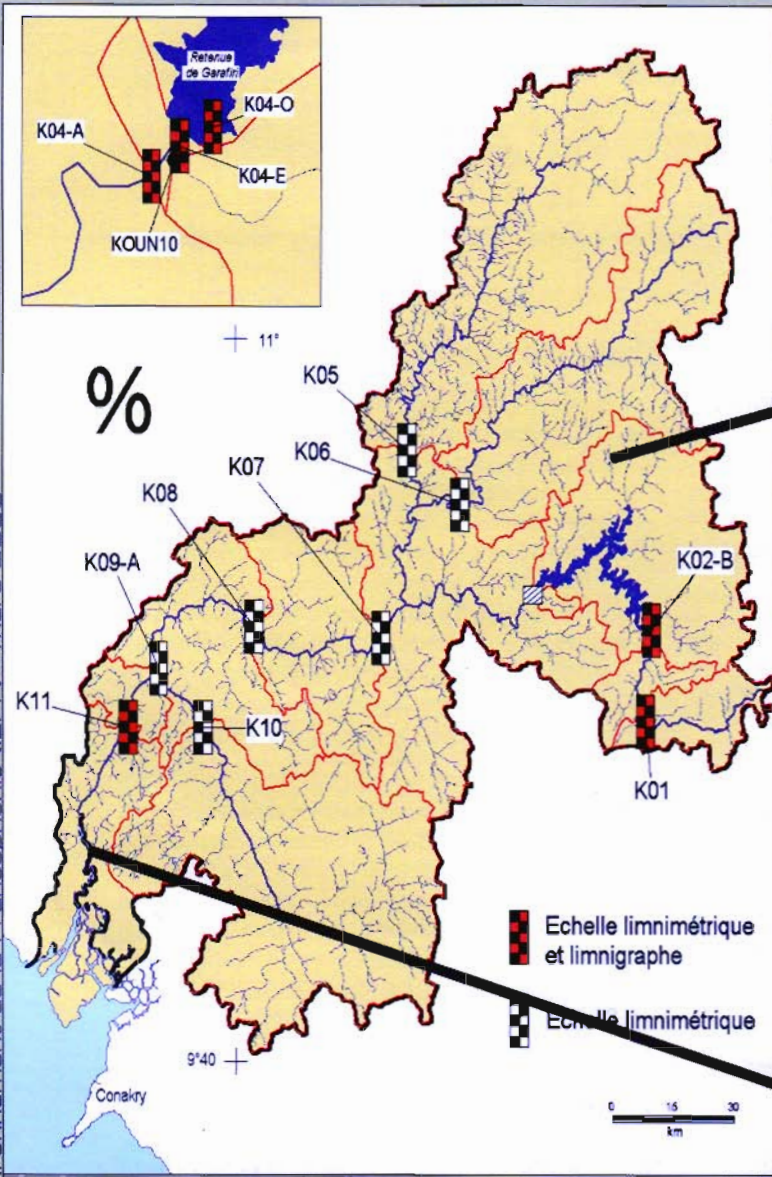 Retenue
de Garafiri
K04-O
K04-A
K04-E
KOUN10
11°
%
K05
K06
K07
K08
K09-A
K02-B
K11
K10
K01
Echelle limnimétrique
et limnigraphe
Echelle limnimétrique
9°40
Conakry
0 15 30
km